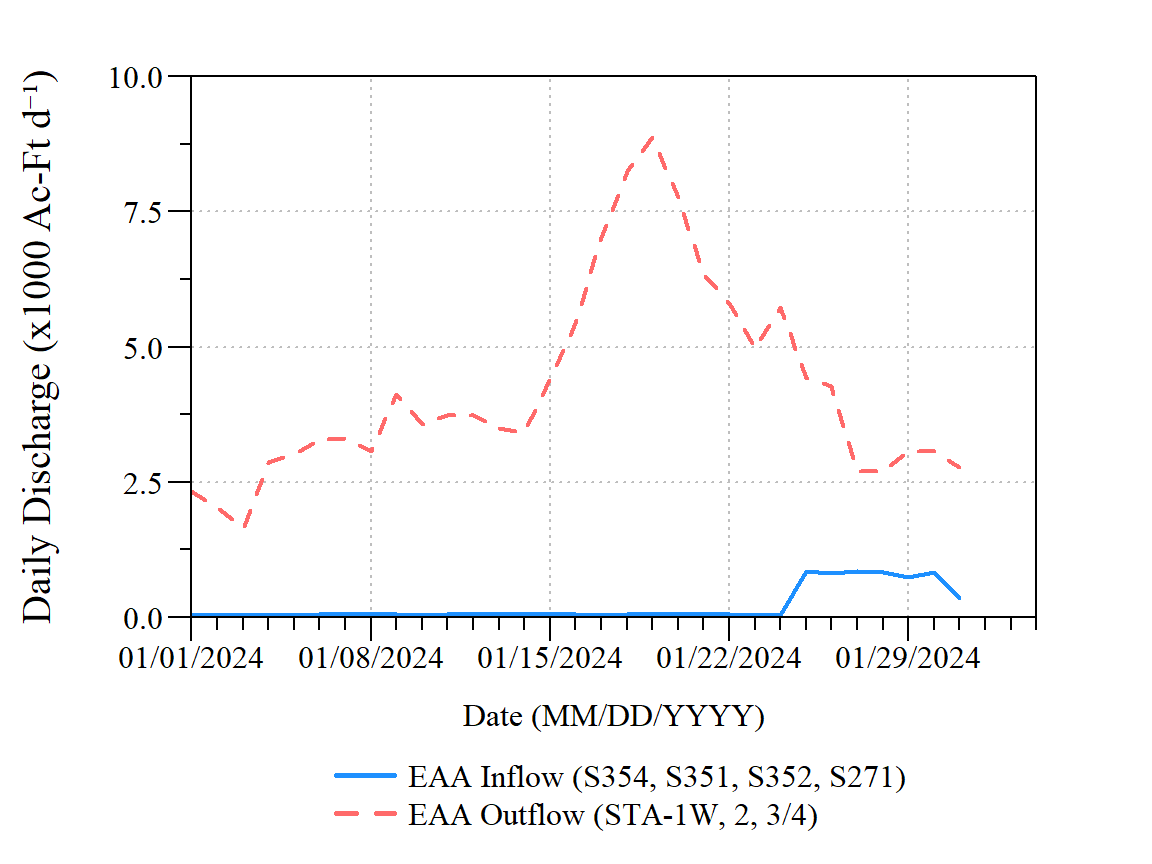 Daily Discharge (x1000 Ac-Ft d⁻¹)
10.0
7.5
5.0
2.5
0.0
01/01/2024 01/08/2024 01/15/2024 01/22/2024 01/29/2024
Date (MM/DD/YYYY)
EAA Inflow (S354, S351, S352, S271)
EAA Outflow (STA-1W, 2, 3/4)